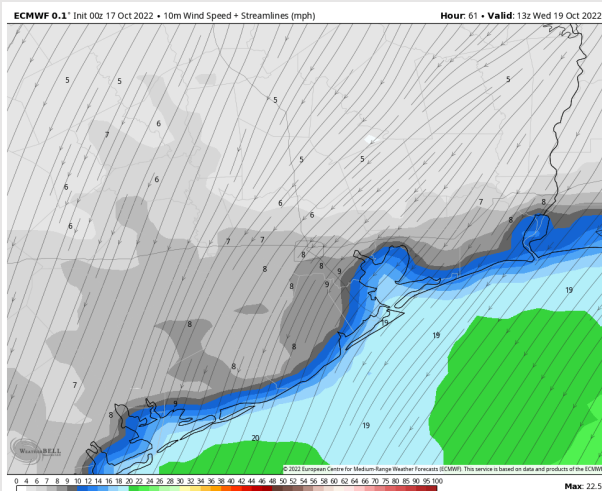 ECMWF 0.1° Init 00z 17 Oct 2022 • 10m Wind Speed + Streamlines (mph) Hour: 61 • Valid: 13z Wed 19 Oct 2022
5 5 5
5
6
7
5 5
6 6
6 7 8
6 6 8
7 7
8 8 9
8 8 9
19
8 19 19
8
8
7
8 9 19
20
WEATHERBELL
© 2022 European Centre for Medium-Range Weather Forecasts (ECMWF). This service is based on data and products of the ECMWF
0 4 6 7 8 9 10 12 14 16 18 20 22 24 26 28 30 32 34 36 38 40 42 44 46 48 50 52 54 56 58 60 65 70 75 80 85 90 95 100
Max: 22.5